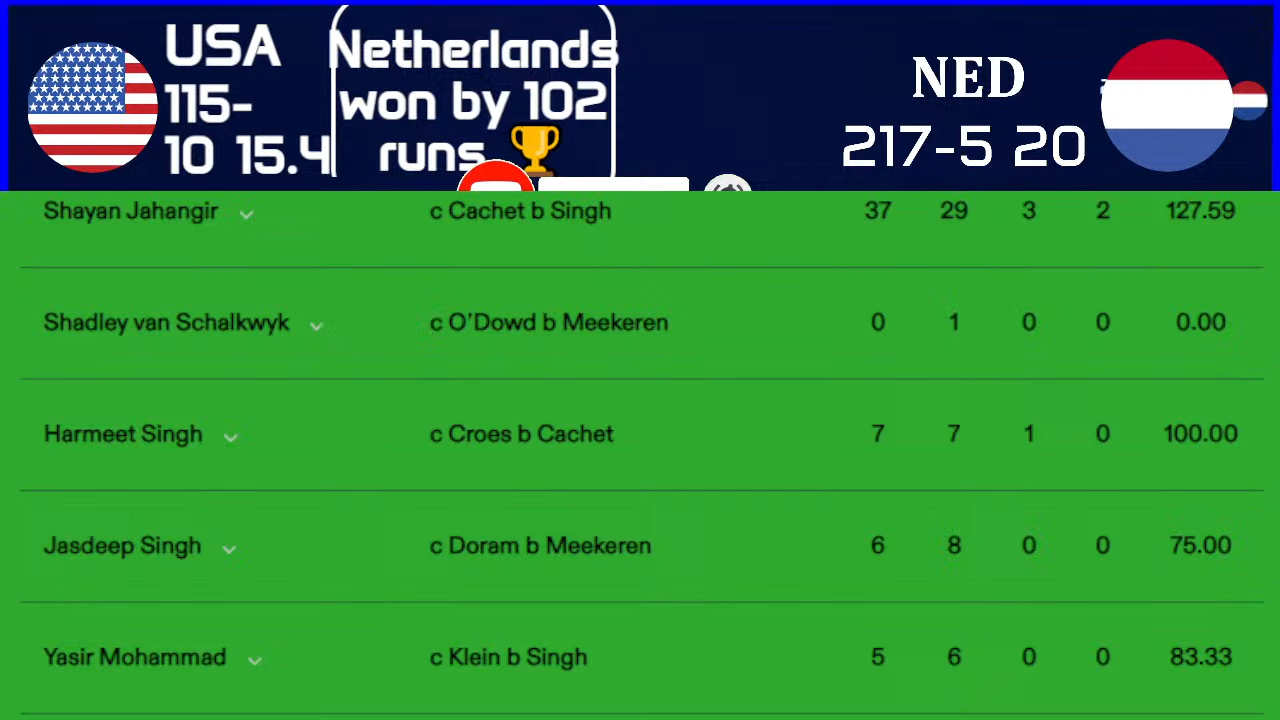 USA
115-
10 15.4
Netherlands
won by 102
runs
NED
217-5 20
Shayan Jahangir c Cachet b Singh 37 29 3 2 127.59
Shadley van Schalkwyk c O'Dowd b Meekeren 0 1 0 0 0.00
Harmeet Singh c Croes b Cachet 7 7 1 0 100.00
Jasdeep Singh c Doram b Meekeren 6 8 0 0 75.00
Yasir Mohammad c Klein b Singh 5 6 0 0 83.33